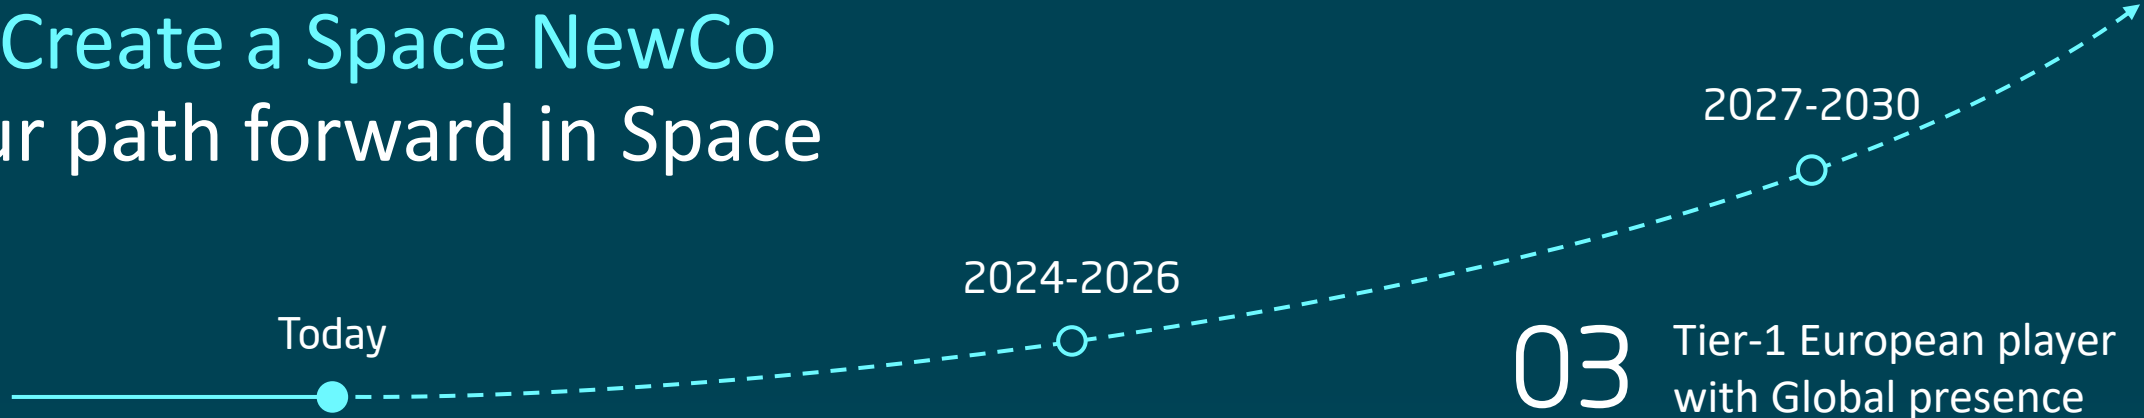 Create a Space NewCo
ur path forward in Space
2027-2030
2024-2026
Today
03
Tier-1 European player
with Global presence